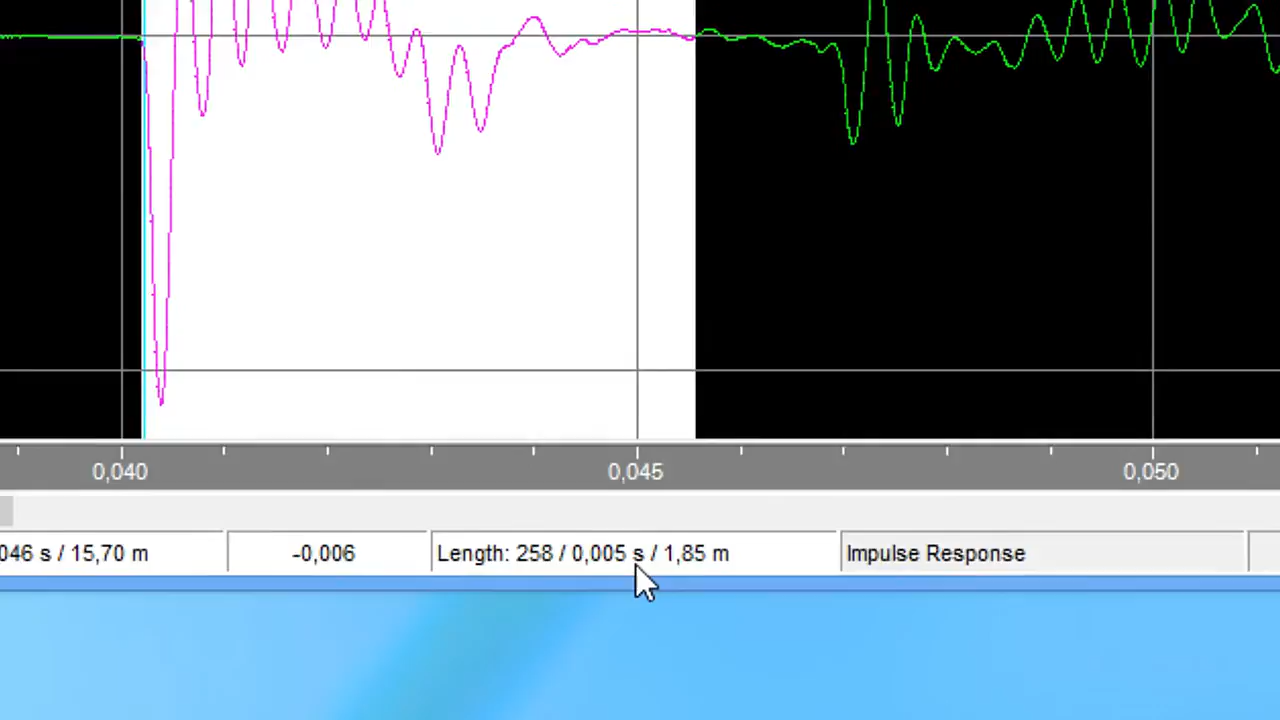 0,040 0,045 0,050
046 s / 15,70 m -0,006 Length: 258 / 0,005 s / 1,85 m Impulse Response